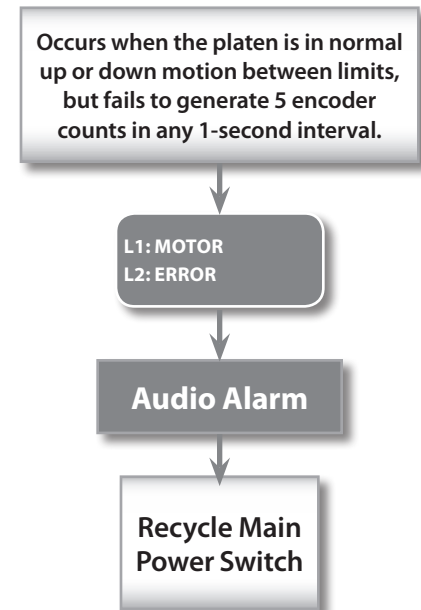 Occurs when the platen is in normal
up or down motion between limits,
but fails to generate 5 encoder
counts in any 1-second interval.
L1: MOTOR
L2: ERROR
Audio Alarm
Recycle Main
Power Switch